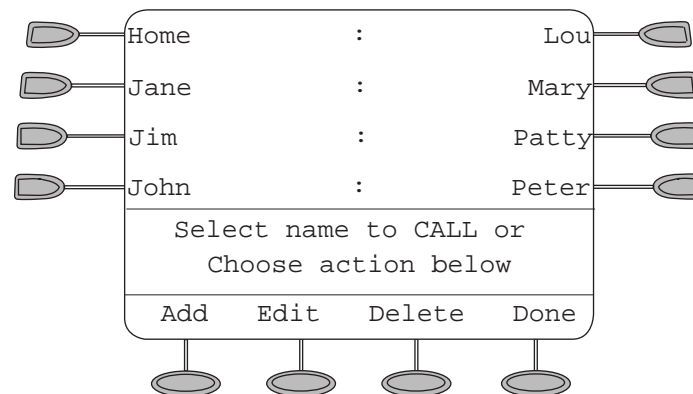 Home : Lou
Jane : Mary
Jim : Patty
John : Peter
Select name to CALL or
Choose action below
Add Edit Delete Done